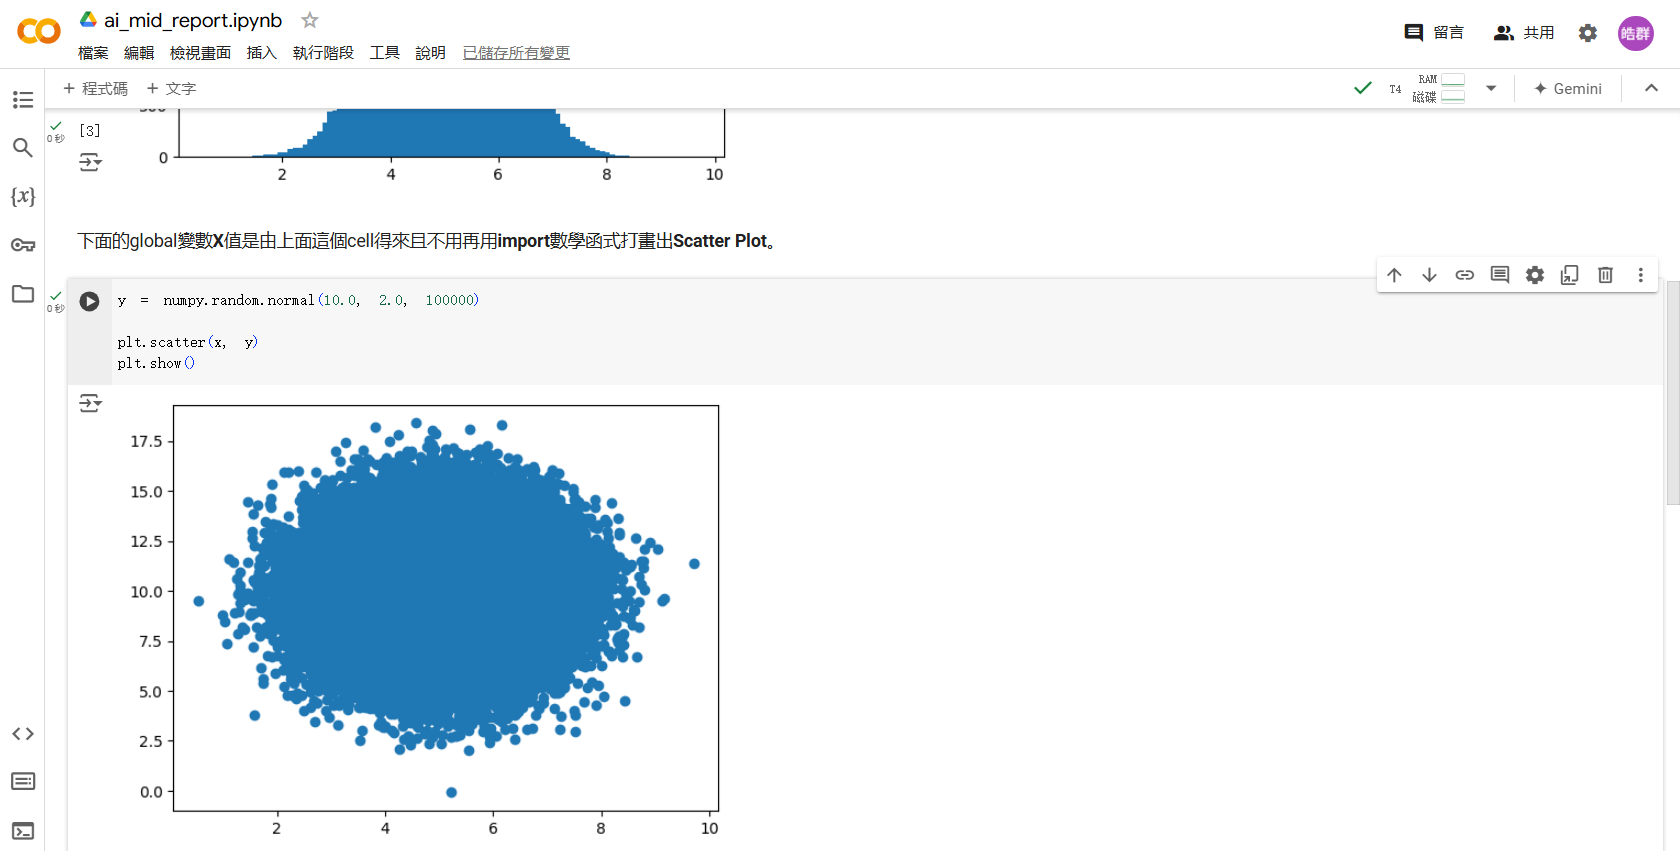 ai_mid_report.ipynb
檔案 編輯 檢視畫面 插入 執行階段 工具 說明 已儲存所有變更
留言 共用 皓群
+ 程式碼 + 文字
T4 RAM 磁碟 Gemini
{x}
0 秒 [3]
0
2 4 6 8 10
下面的global變數X值是由上面這個cell得來且不用再用import數學函式打畫出Scatter Plot。
0 秒
y = numpy.random.normal(10.0, 2.0, 100000)
plt.scatter(x, y)
plt.show()
17.5
15.0
12.5
10.0
7.5
5.0
2.5
0.0
2 4 6 8 10